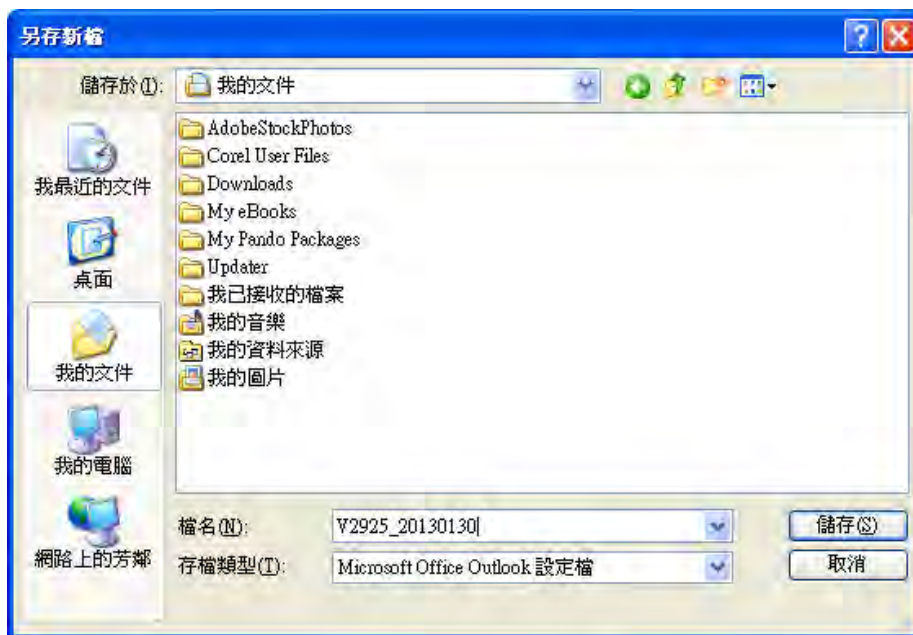 另存新檔
儲存於(I):
我的文件
我最近的文件
桌面
我的文件
我的電腦
網路上的芳鄰
AdobeStockPhotos
Corel User Files
Downloads
My eBooks
My Pando Packages
Updater
我已接收的檔案
我的音樂
我的資料來源
我的圖片
檔名(N):
V2925_20130130
儲存(S)
存檔類型(T):
Microsoft Office Outlook 設定檔
取消